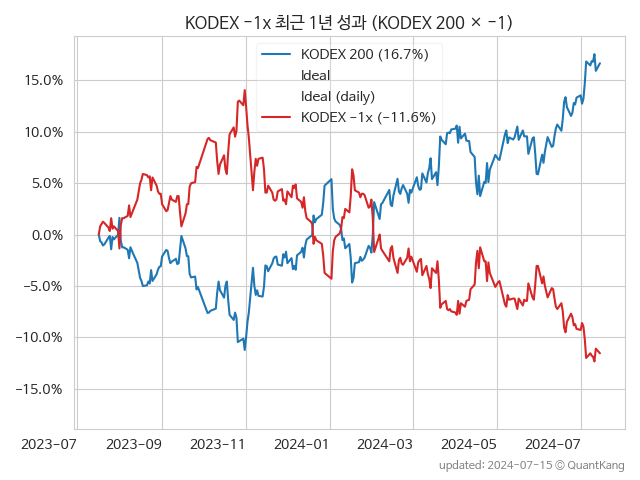 KODEX −1x 최근 1년 성과 (KODEX 200 × −1)
KODEX 200 (16.7%)
Ideal
Ideal (daily)
KODEX −1x (−11.6%)
15.0%
10.0%
5.0%
0.0%
−5.0%
−10.0%
−15.0%
2023-07 2023-09 2023-11 2024-01 2024-03 2024-05 2024-07
updated: 2024-07-15 © QuantKang